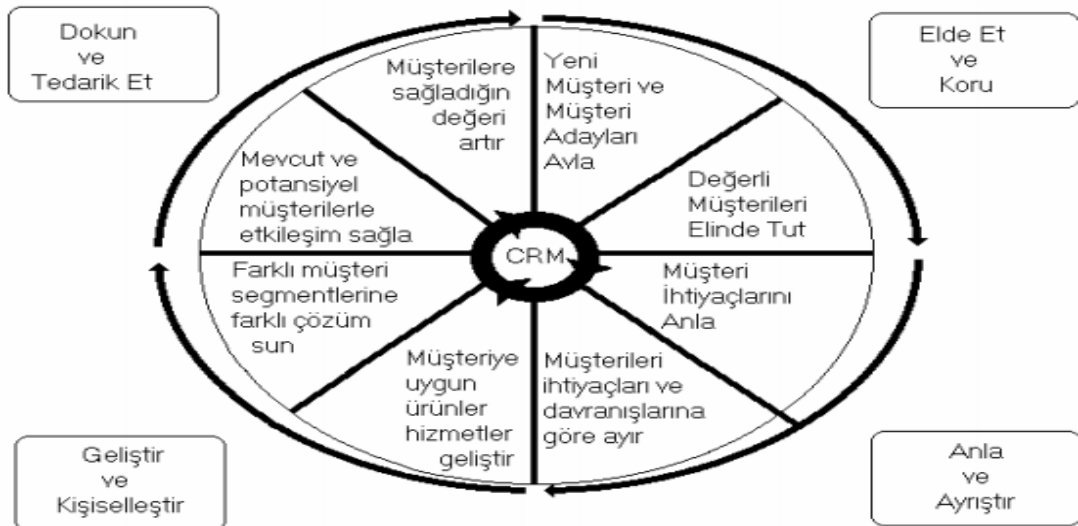 Dokun
ve
Tedarik Et
Elde Et
ve
Koru
Müşterilere
sağladığın
değeri
artır
Yeni
Müşteri ve
Müşteri
Adayları
Avla
Mevcut ve
potansiyel
müşterilerle
etkileşim sağla
Değerli
Müşterileri
Elinde Tut
CRM
Farklı müşteri
segmentlerine
farklı çözüm
sun
Müşteri
İhtiyaçlarını
Anla
Müşteriye
uygun
ürünler
hizmetler
geliştir
Müşterileri
ihtiyaçları ve
davranışlarına
göre ayır
Geliştir
ve
Kişiselleştir
Anla
ve
Ayrıştır